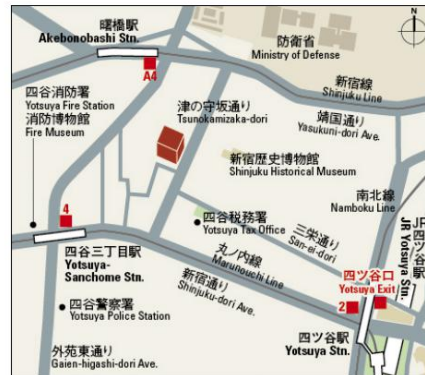 N
曙橋駅
Akebonobashi Stn.
防衛省
Ministry of Defense
A4
四谷消防署
Yotsuya Fire Station
消防博物館
Fire Museum
津の守坂通り
Tsunokamizaka-dori
新宿線
Shinjuku Line
靖国通り
Yasukuni-dori Ave.
新宿歴史博物館
Shinjuku Historical Museum
南北線
Namboku Line
4
四谷税務署
Yotsuya Tax Office
三栄通り
San-ei-dori
JR四ツ谷駅
JR Yotsuya Stn.
四谷三丁目駅
Yotsuya-
Sanchome Stn.
丸ノ内線
Marunouchi Line
新宿通り
Shinjuku-dori Ave.
四ツ谷口
Yotsuya Exit
2
四谷警察署
Yotsuya Police Station
四ツ谷駅
Yotsuya Stn.
外苑東通り
Gaien-higashi-dori Ave.